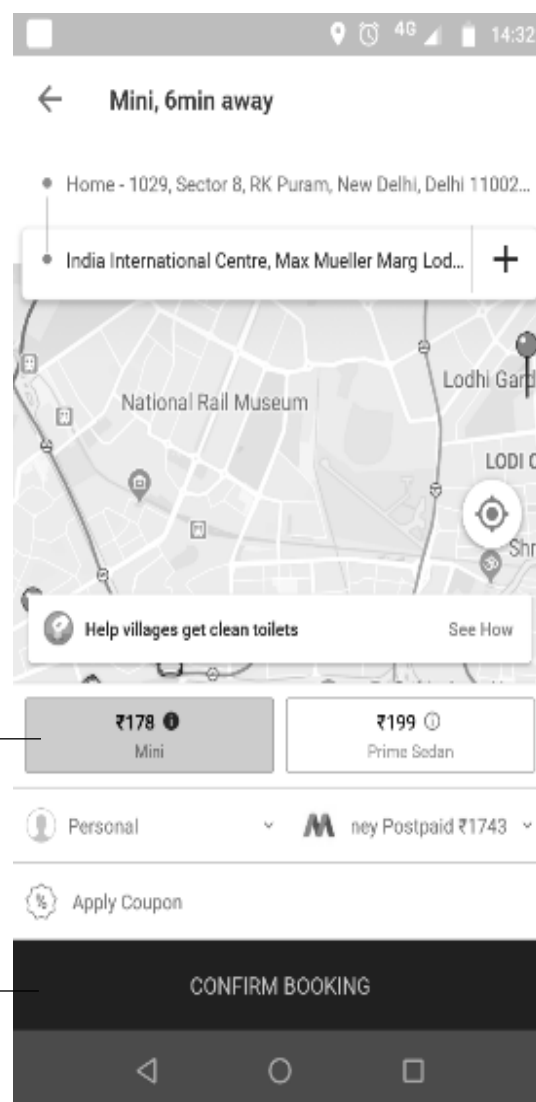 4G 14:32
Mini, 6min away
Home - 1029, Sector 8, RK Puram, New Delhi, Delhi 11002...
India International Centre, Max Mueller Marg Lod...
+
Lodhi Gard
National Rail Museum
LODI C
Shr
Help villages get clean toilets See How
₹178 ₹199
Mini Prime Sedan
Personal ney Postpaid ₹1743
% Apply Coupon
CONFIRM BOOKING